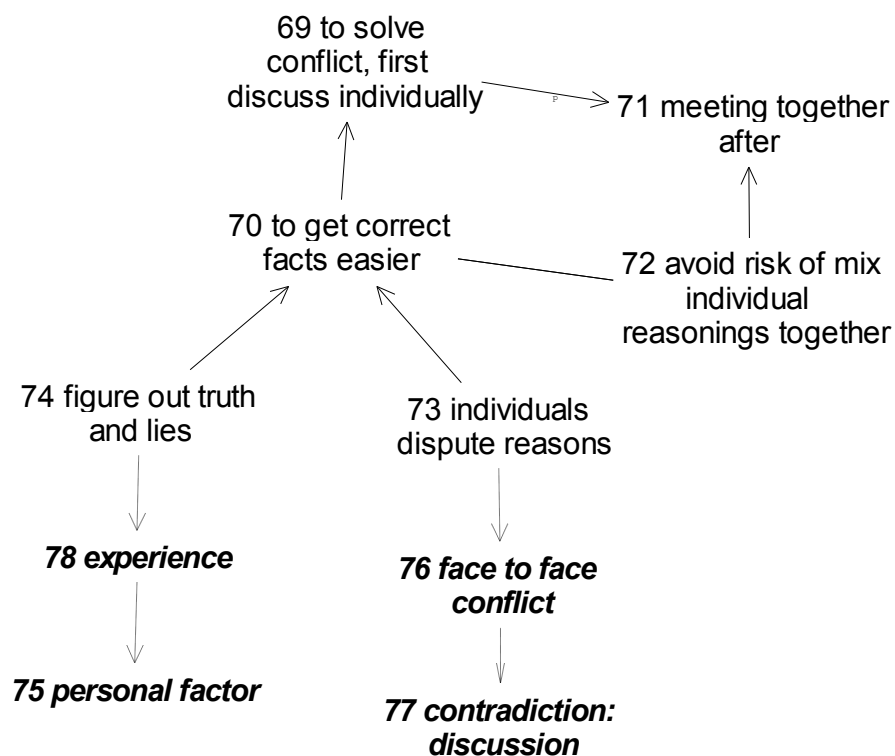 69 to solve
conflict, first
discuss individually
P
71 meeting together
after
70 to get correct
facts easier
72 avoid risk of mix
individual
reasonings together
74 figure out truth
and lies
73 individuals
dispute reasons
78 experience
76 face to face
conflict
75 personal factor
77 contradiction:
discussion